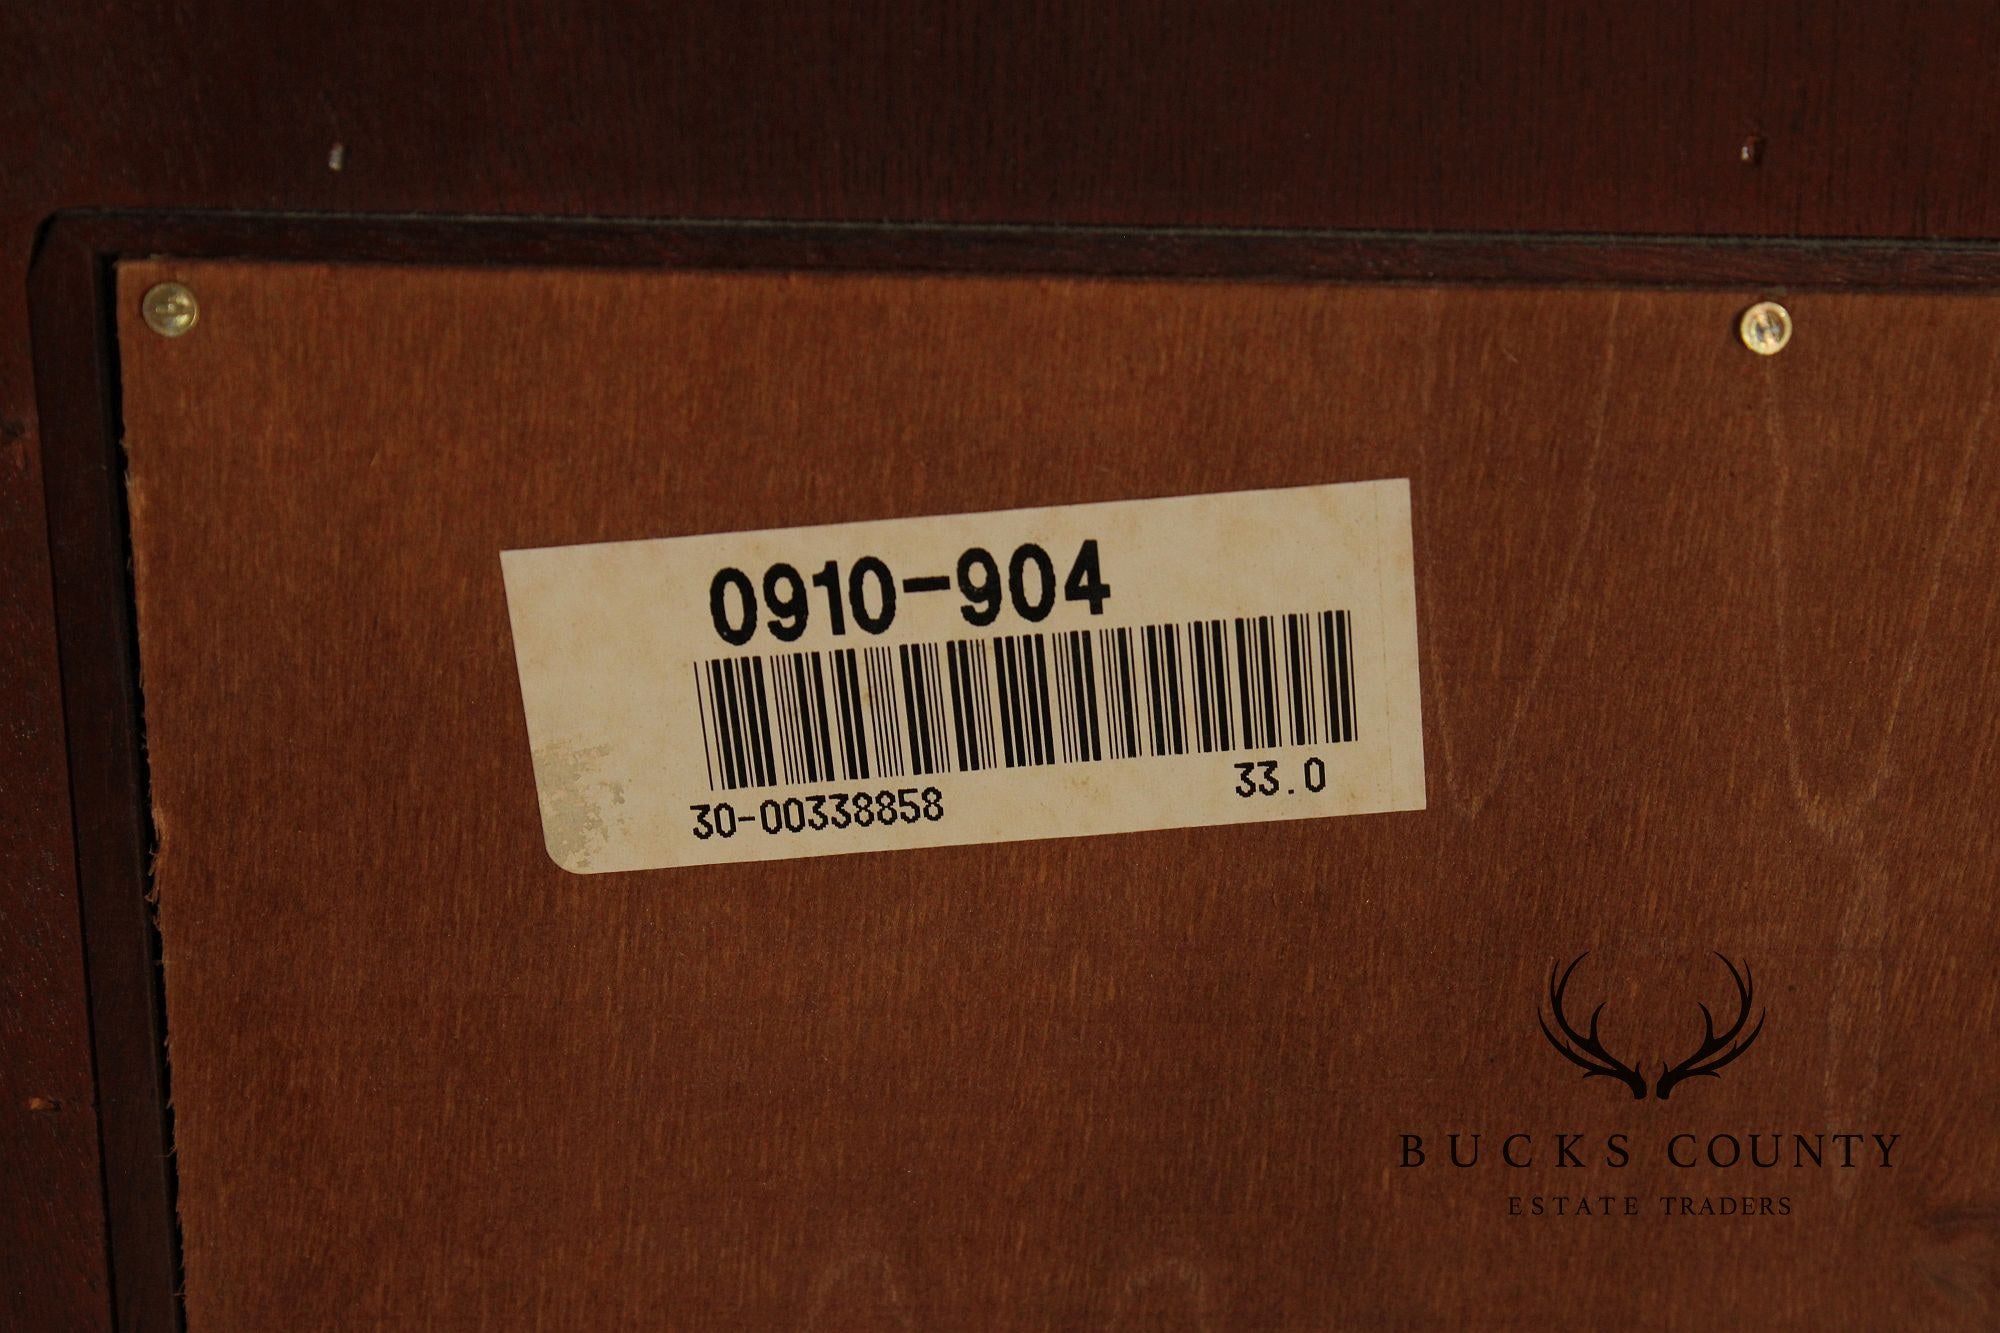 0910-904
30-00338858 33.0
BUCKS COUNTY
ESTATE TRADERS